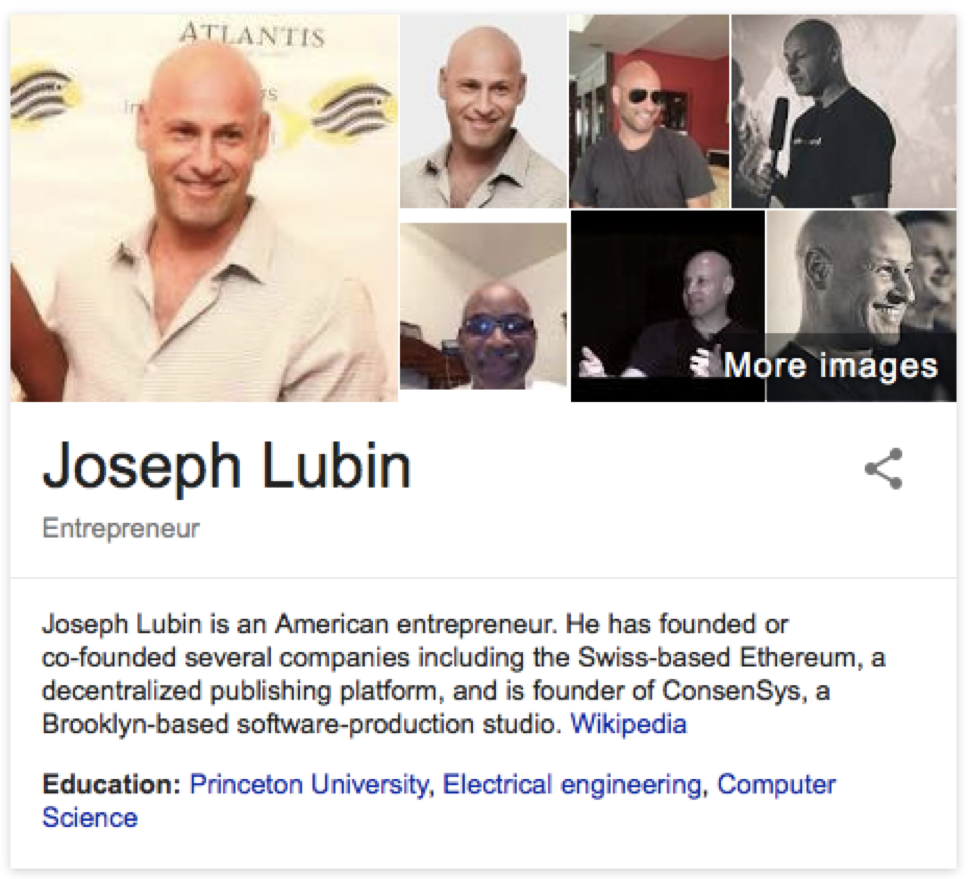 ATLANTIS
More images
Joseph Lubin
Entrepreneur
Joseph Lubin is an American entrepreneur. He has founded or
co-founded several companies including the Swiss-based Ethereum, a
decentralized publishing platform, and is founder of ConsenSys, a
Brooklyn-based software-production studio. Wikipedia
Education: Princeton University, Electrical engineering, Computer
Science